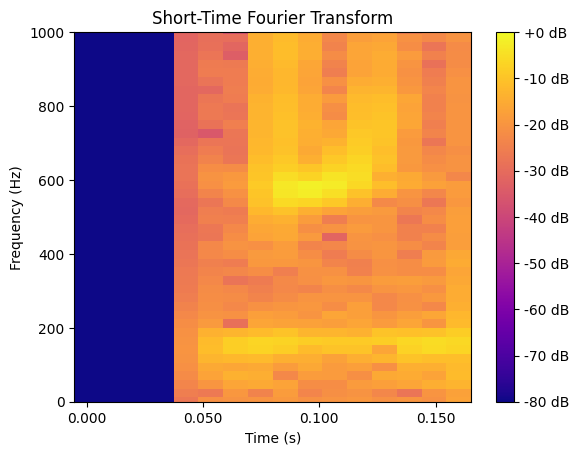 Short-Time Fourier Transform
1000
800
600
400
200
0
Frequency (Hz)
0.000
0.050
0.100
0.150
Time (s)
+0 dB
-10 dB
-20 dB
-30 dB
-40 dB
-50 dB
-60 dB
-70 dB
-80 dB